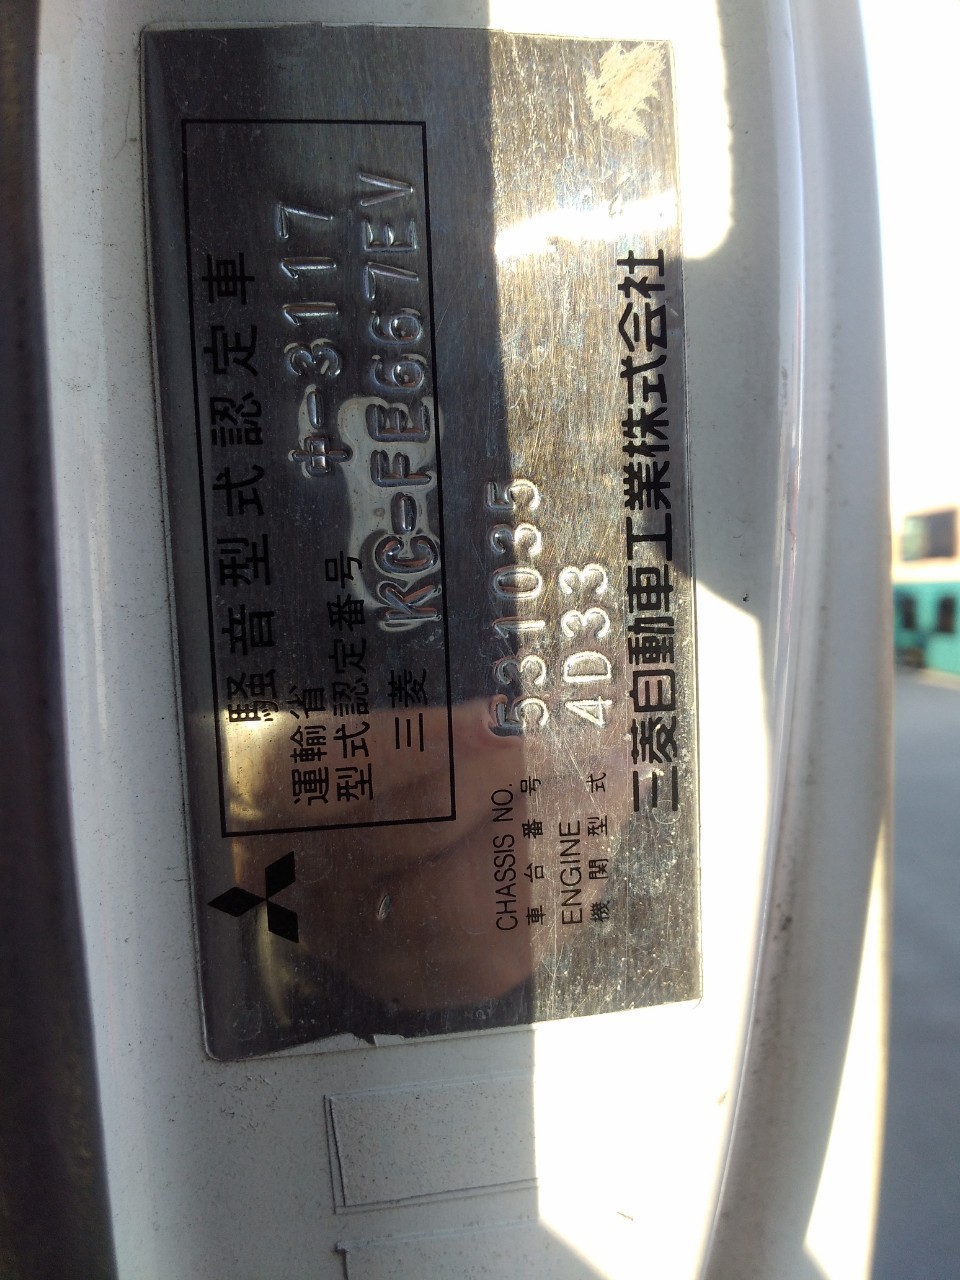 騒音型式認定車
運輸省
型式認定番号 中-3117
三菱 KC-FE667EV
CHASSIS NO. 531035
車台番号
ENGINE 4D33
機関型式
三菱自動車工業株式会社